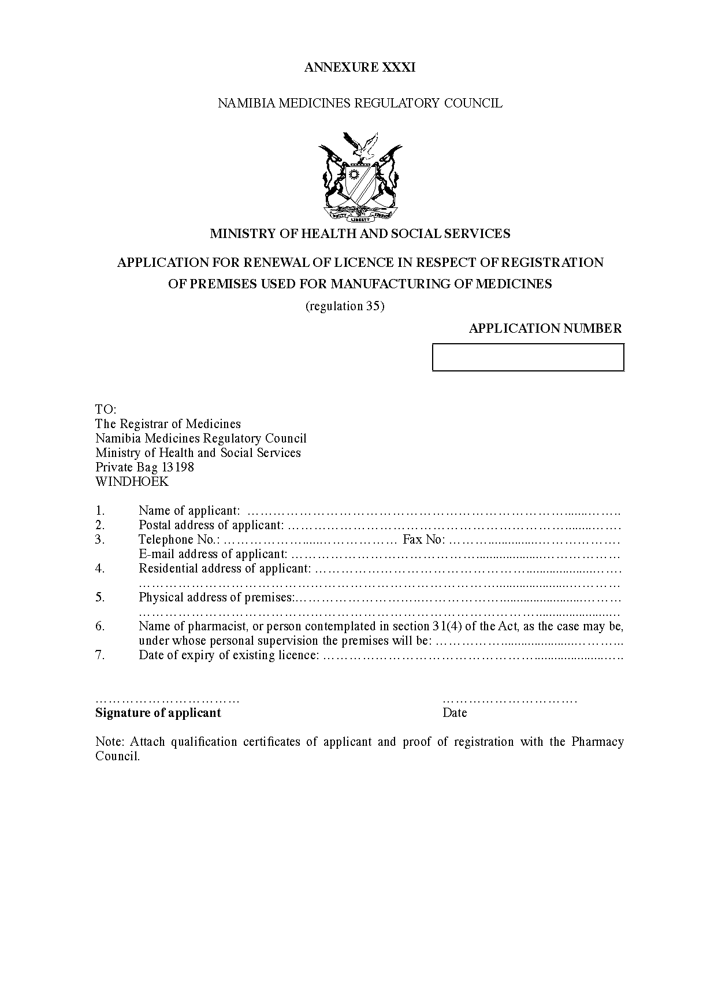 ANNEXURE XXXI
NAMIBIA MEDICINES REGULATORY COUNCIL
UNITY LIBERTY JUSTICE
MINISTRY OF HEALTH AND SOCIAL SERVICES
APPLICATION FOR RENEWAL OF LICENCE IN RESPECT OF REGISTRATION
OF PREMISES USED FOR MANUFACTURING OF MEDICINES
(regulation 35)
APPLICATION NUMBER
TO:
The Registrar of Medicines
Namibia Medicines Regulatory Council
Ministry of Health and Social Services
Private Bag 13198
WINDHOEK
1. Name of applicant: ……………………………………………………………….......……..
2. Postal address of applicant: ………………………………………………………........…….
3. Telephone No.: ……………….....……………… Fax No: ………...............……………….
E-mail address of applicant: ……………………………………....................………………
4. Residential address of applicant: ………………………………………….....................…….
……………………………………………………………………….......................…………
5. Physical address of premises:………………………..………………........................………
………………………………………………………………………………......................…
6. Name of pharmacist, or person contemplated in section 31(4) of the Act, as the case may be,
under whose personal supervision the premises will be: ……………......................………...
7. Date of expiry of existing licence: …………………………………………......................…..
…………………………… ………………………….
Signature of applicant Date
Note: Attach qualification certificates of applicant and proof of registration with the Pharmacy
Council.